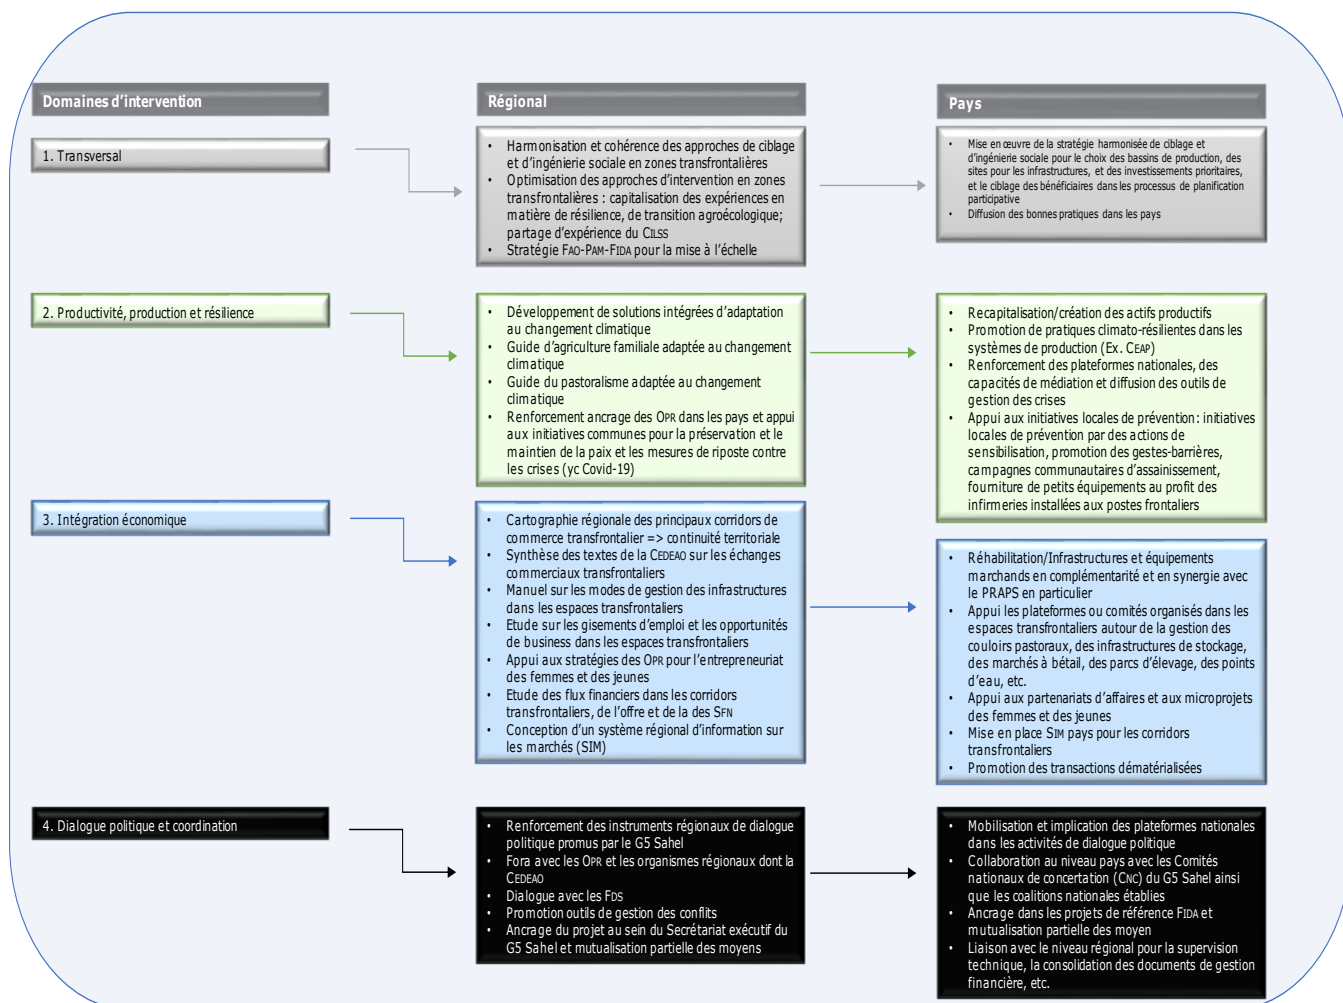 Domaines d'intervention
Régional
Pays
1. Transversal
• Harmonisation et cohérence des approches de ciblage
et d'ingénierie sociale en zones transfrontalières
• Optimisation des approches d'intervention en zones
transfrontalières : capitalisation des expériences en
matière de résilience, de transition agroécologique;
partage d'expérience du CILSS
• Stratégie FAO-PAM-FIDA pour la mise à l'échelle
• Mise en œuvre de la stratégie harmonisée de ciblage et
d'ingénierie sociale pour le choix des bassins de production, des
sites pour les infrastructures, et des investissements prioritaires,
et le ciblage des bénéficiaires dans les processus de planification
participative
• Diffusion des bonnes pratiques dans les pays
2. Productivité, production et résilience
• Développement de solutions intégrées d'adaptation
au changement climatique
• Guide d'agriculture familiale adaptée au changement
climatique
• Guide du pastoralisme adaptée au changement
climatique
• Renforcement ancrage des OPR dans les pays et appui
aux initiatives communes pour la préservation et le
maintien de la paix et les mesures de riposte contre
les crises (yc Covid-19)
• Recapitalisation/création des actifs productifs
• Promotion de pratiques climato-résilientes dans les
systèmes de production (Ex. CEAP)
• Renforcement des plateformes nationales, des
capacités de médiation et diffusion des outils de
gestion des crises
• Appui aux initiatives locales de prévention : initiatives
locales de prévention par des actions de
sensibilisation, promotion des gestes-barrières,
campagnes communautaires d'assainissement,
fourniture de petits équipements au profit des
infirmeries installées aux postes frontaliers
3. Intégration économique
• Cartographie régionale des principaux corridors de
commerce transfrontalier => continuité territoriale
• Synthèse des textes de la CEDEAO sur les échanges
commerciaux transfrontaliers
• Manuel sur les modes de gestion des infrastructures
dans les espaces transfrontaliers
• Etude sur les gisements d'emploi et les opportunités
de business dans les espaces transfrontaliers
• Appui aux stratégies des OPR pour l'entrepreneuriat
des femmes et des jeunes
• Etude des flux financiers dans les corridors
transfrontaliers, de l'offre et de la des SFN
• Conception d'un système régional d'information sur
les marchés (SIM)
• Réhabilitation/Infrastructures et équipements
marchands en complémentarité et en synergie avec
le PRAPS en particulier
• Appui les plateformes ou comités organisés dans les
espaces transfrontaliers autour de la gestion des
couloirs pastoraux, des infrastructures de stockage,
des marchés à bétail, des parcs d'élevage, des points
d'eau, etc.
• Appui aux partenariats d'affaires et aux microprojets
des femmes et des jeunes
• Mise en place SIM pays pour les corridors
transfrontaliers
• Promotion des transactions dématérialisées
4. Dialogue politique et coordination
• Renforcement des instruments régionaux de dialogue
politique promus par le G5 Sahel
• Fora avec les OPR et les organismes régionaux dont la
CEDEAO
• Dialogue avec les FDS
• Promotion outils de gestion des conflits
• Ancrage du projet au sein du Secrétariat exécutif du
G5 Sahel et mutualisation partielle des moyens
• Mobilisation et implication des plateformes nationales
dans les activités de dialogue politique
• Collaboration au niveau pays avec les Comités
nationaux de concertation (CNC) du G5 Sahel ainsi
que les coalitions nationales établies
• Ancrage dans les projets de référence FIDA et
mutualisation partielle des moyen
• Liaison avec le niveau régional pour la supervision
technique, la consolidation des documents de gestion
financière, etc.